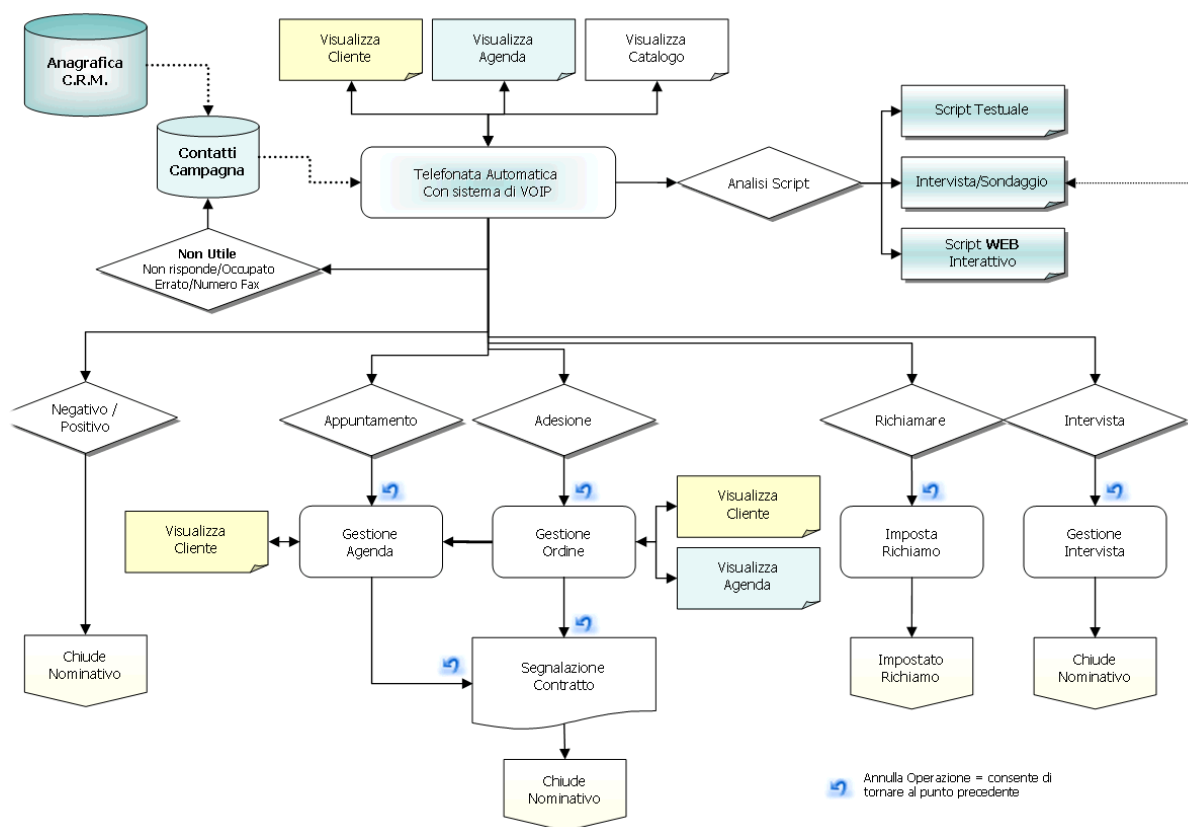 Visualizza
Cliente
Visualizza
Agenda
Visualizza
Catalogo
Anagrafica
C.R.M.
Script Testuale
Contatti
Campagna
Telefonata Automatica
Con sistema di VOIP
Analisi Script
Intervista/Sondaggio
Non Utile
Non risponde/Occupato
Errato/Numero Fax
Script WEB
Interattivo
Negativo /
Positivo
Appuntamento
Adesione
Richiamare
Intervista
Visualizza
Cliente
Gestione
Agenda
Gestione
Ordine
Visualizza
Cliente
Visualizza
Agenda
Imposta
Richiamo
Gestione
Intervista
Chiude
Nominativo
Segnalazione
Contratto
Impostato
Richiamo
Chiude
Nominativo
Chiude
Nominativo
Annulla Operazione = consente di
tornare al punto precedente